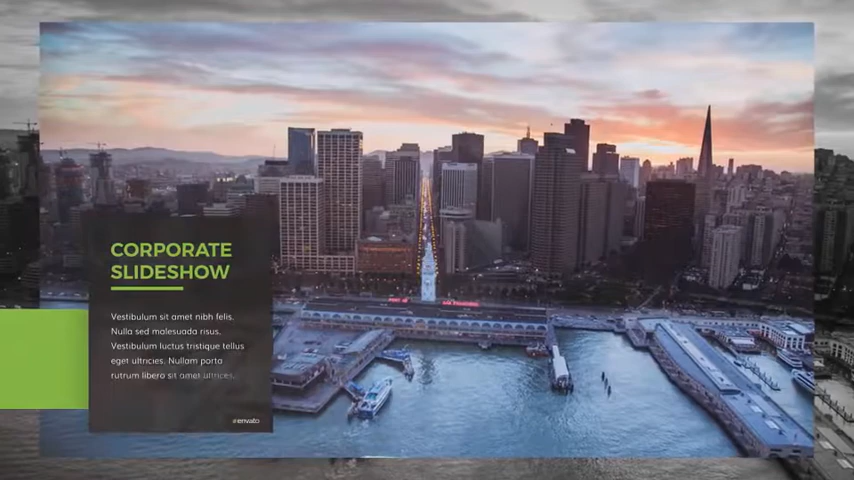 CORPORATE
SLIDESHOW
Vestibulum sit amet nibh felis.
Nulla sed malesuada risus.
Vestibulum luctus tristique tellus
eget ultricies. Nullam porta
rutrum libero sit amet ultrices.
@envato